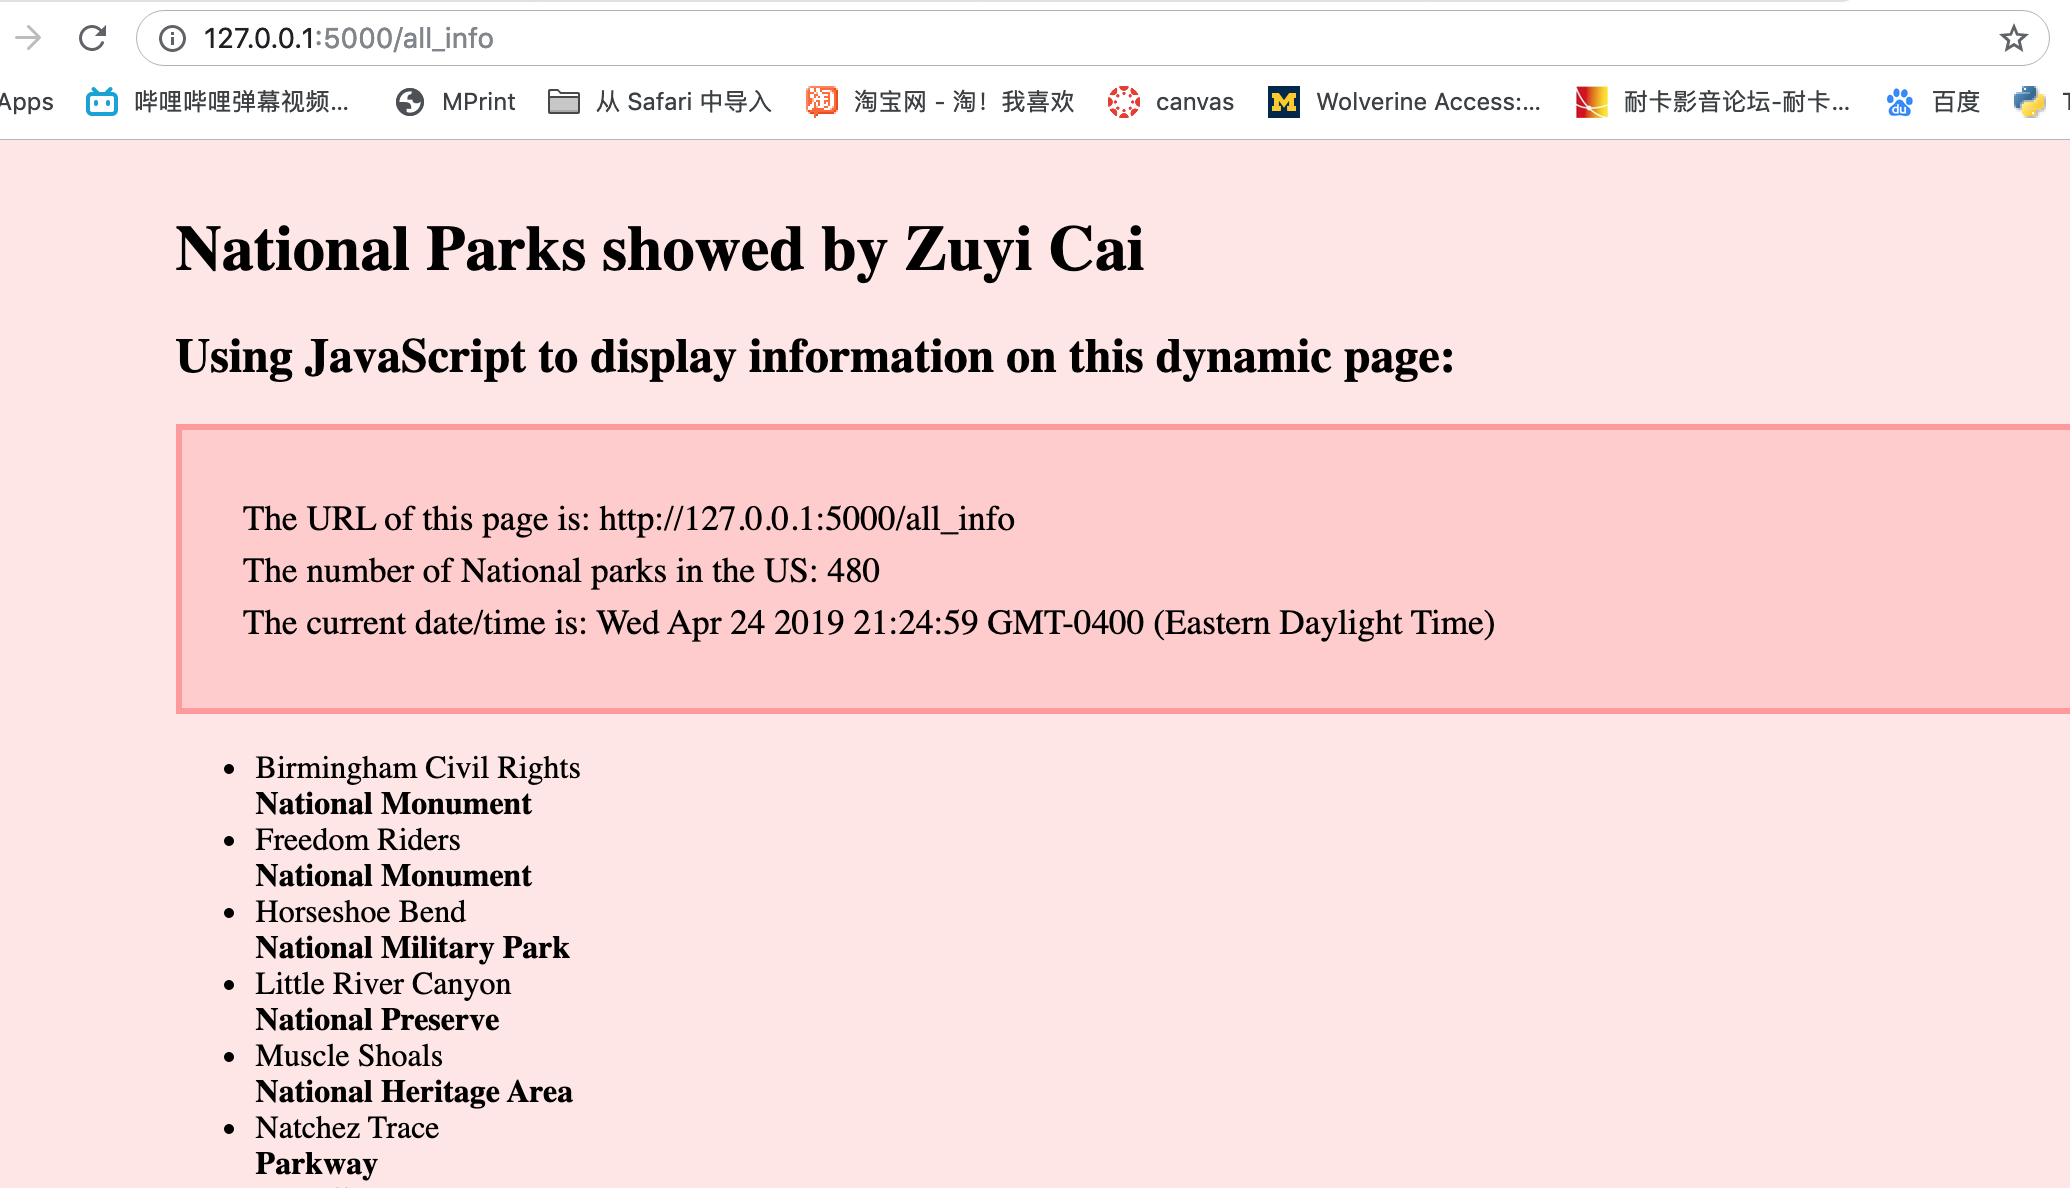 127.0.0.1:5000/all_info
Apps 哔哩哔哩弹幕视频... MPrint 从 Safari 中导入 淘宝网 - 淘！我喜欢 canvas Wolverine Access:... 耐卡影音论坛-耐卡... 百度
National Parks showed by Zuyi Cai
Using JavaScript to display information on this dynamic page:
The URL of this page is: http://127.0.0.1:5000/all_info
The number of National parks in the US: 480
The current date/time is: Wed Apr 24 2019 21:24:59 GMT-0400 (Eastern Daylight Time)
Birmingham Civil Rights
National Monument
Freedom Riders
National Monument
Horseshoe Bend
National Military Park
Little River Canyon
National Preserve
Muscle Shoals
National Heritage Area
Natchez Trace
Parkway